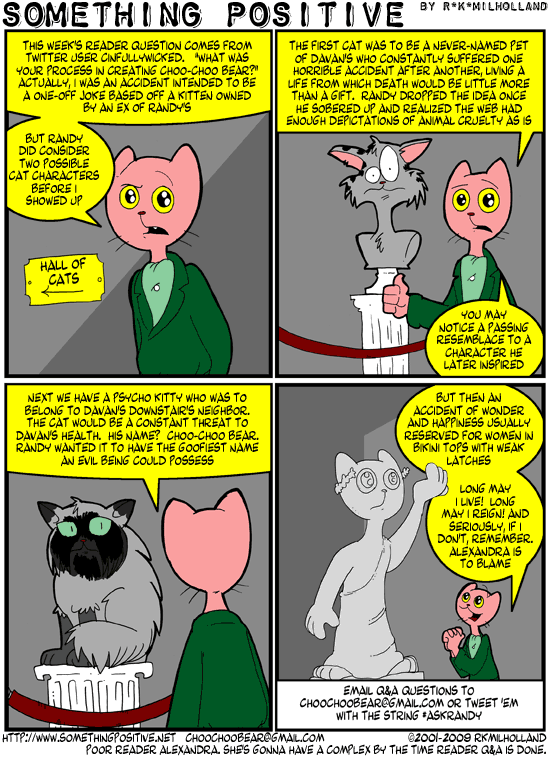 SOMETHING POSITIVE BY R*K*MILHOLLAND
THIS WEEK'S READER QUESTION COMES FROM
TWITTER USER CINFULLYWICKED. "WHAT WAS
YOUR PROCESS IN CREATING CHOO-CHOO BEAR?"
ACTUALLY, I WAS AN ACCIDENT INTENDED TO
BE A ONE-OFF JOKE BASED OFF A KITTEN OWNED
BY AN EX OF RANDY'S
BUT RANDY
DID CONSIDER
TWO POSSIBLE
CAT CHARACTERS
BEFORE I
SHOWED UP
HALL OF
CATS
THE FIRST CAT WAS TO BE A NEVER-NAMED PET
OF DAVAN'S WHO CONSTANTLY SUFFERED ONE
HORRIBLE ACCIDENT AFTER ANOTHER, LIVING A
LIFE FROM WHICH DEATH WOULD BE LITTLE MORE
THAN A GIFT. RANDY DROPPED THE IDEA ONCE
HE SOBERED UP AND REALIZED THE WEB HAD
ENOUGH DEPICTATIONS OF ANIMAL CRUELTY AS IS
YOU MAY
NOTICE A PASSING
RESEMBLACE TO A
CHARACTER HE
LATER INSPIRED
NEXT WE HAVE A PSYCHO KITTY WHO WAS TO
BELONG TO DAVAN'S DOWNSTAIR'S NEIGHBOR.
THE CAT WOULD BE A CONSTANT THREAT TO
DAVAN'S HEALTH. HIS NAME? CHOO-CHOO BEAR.
RANDY WANTED IT TO HAVE THE GOOFIEST NAME
AN EVIL BEING COULD POSSESS
BUT THEN AN
ACCIDENT OF WONDER
AND HAPPINESS USUALLY
RESERVED FOR WOMEN IN
BIKINI TOPS WITH WEAK
LATCHES
LONG MAY
I LIVE! LONG
MAY I REIGN! AND
SERIOUSLY, IF I
DON'T, REMEMBER.
ALEXANDRA IS
TO BLAME
EMAIL Q&A QUESTIONS TO
CHOOCHOOBEAR@GMAIL.COM OR TWEET 'EM
WITH THE STRING *ASKRANDY
HTTP://WWW.SOMETHINGPOSITIVE.NET CHOOCHOOBEAR@GMAIL.COM ©2001-2009 RKMILHOLLAND
POOR READER ALEXANDRA. SHE'S GONNA HAVE A COMPLEX BY THE TIME READER Q&A IS DONE.